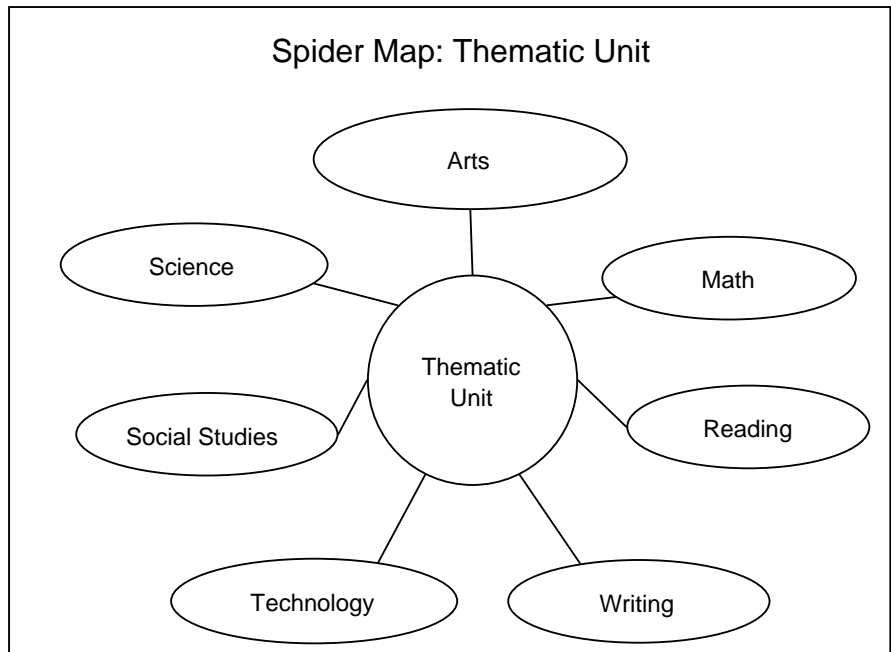 Spider Map: Thematic Unit
Arts
Science
Math
Thematic
Unit
Social Studies
Reading
Technology
Writing